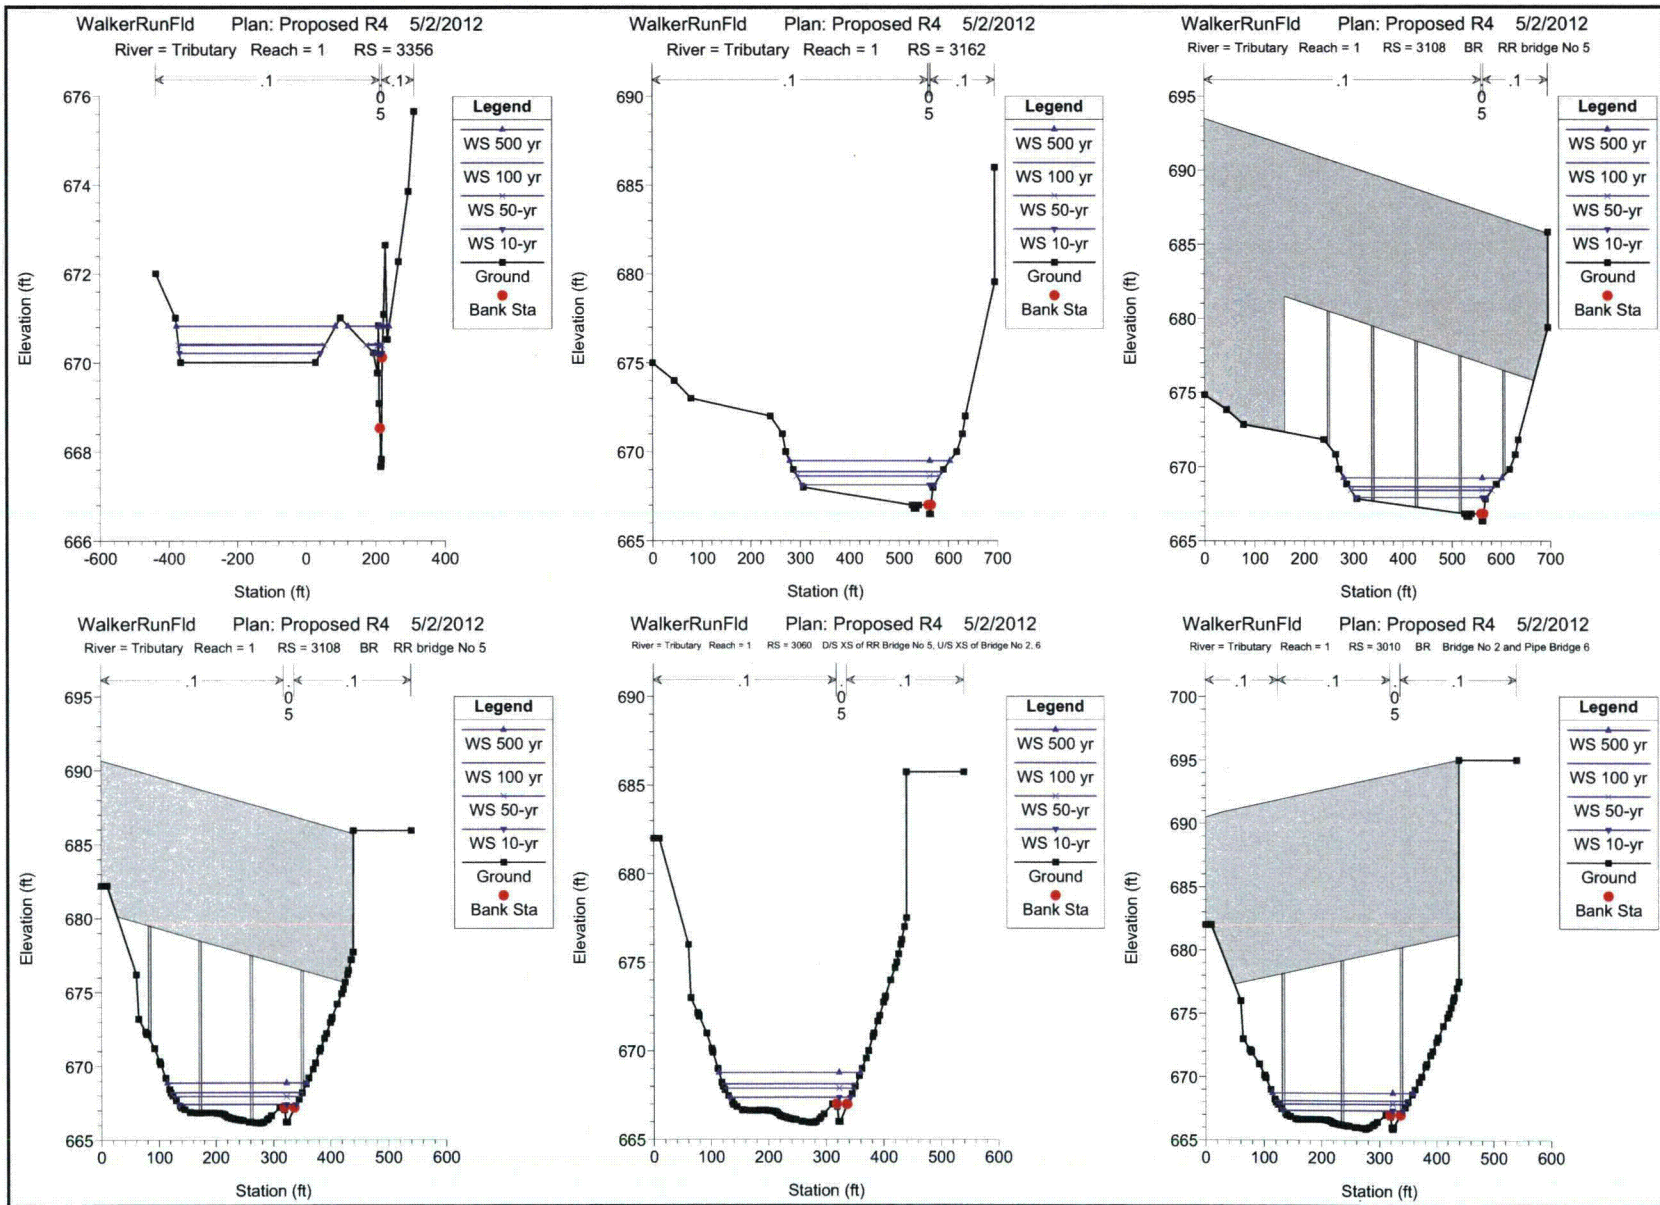 WalkerRunFld Plan: Proposed R4 5/2/2012
River = Tributary Reach = 1 RS = 3356
.1 .1
0
5
676
674
672
670
668
666
-600 -400 -200 0 200 400
Elevation (ft)
Station (ft)
Legend
WS 500 yr
WS 100 yr
WS 50-yr
WS 10-yr
Ground
Bank Sta
WalkerRunFld Plan: Proposed R4 5/2/2012
River = Tributary Reach = 1 RS = 3162
.1 .1
0
5
690
685
680
675
670
665
0 100 200 300 400 500 600 700
Elevation (ft)
Station (ft)
Legend
WS 500 yr
WS 100 yr
WS 50-yr
WS 10-yr
Ground
Bank Sta
WalkerRunFld Plan: Proposed R4 5/2/2012
River = Tributary Reach = 1 RS = 3108 BR RR bridge No 5
.1 .1
0
5
695
690
685
680
675
670
665
0 100 200 300 400 500 600 700
Elevation (ft)
Station (ft)
Legend
WS 500 yr
WS 100 yr
WS 50-yr
WS 10-yr
Ground
Bank Sta
WalkerRunFld Plan: Proposed R4 5/2/2012
River = Tributary Reach = 1 RS = 3108 BR RR bridge No 5
.1 . .1
0
5
695
690
685
680
675
670
665
0 100 200 300 400 500 600
Elevation (ft)
Station (ft)
Legend
WS 500 yr
WS 100 yr
WS 50-yr
WS 10-yr
Ground
Bank Sta
WalkerRunFld Plan: Proposed R4 5/2/2012
River = Tributary Reach = 1 RS = 3060 D/S XS of RR Bridge No 5, U/S XS of Bridge No 2, 6
.1 . .1
0
5
690
685
680
675
670
665
0 100 200 300 400 500 600
Elevation (ft)
Station (ft)
Legend
WS 500 yr
WS 100 yr
WS 50-yr
WS 10-yr
Ground
Bank Sta
WalkerRunFld Plan: Proposed R4 5/2/2012
River = Tributary Reach = 1 RS = 3010 BR Bridge No 2 and Pipe Bridge 6
.1 .1 . .1
0
5
700
695
690
685
680
675
670
665
0 100 200 300 400 500 600
Elevation (ft)
Station (ft)
Legend
WS 500 yr
WS 100 yr
WS 50-yr
WS 10-yr
Ground
Bank Sta